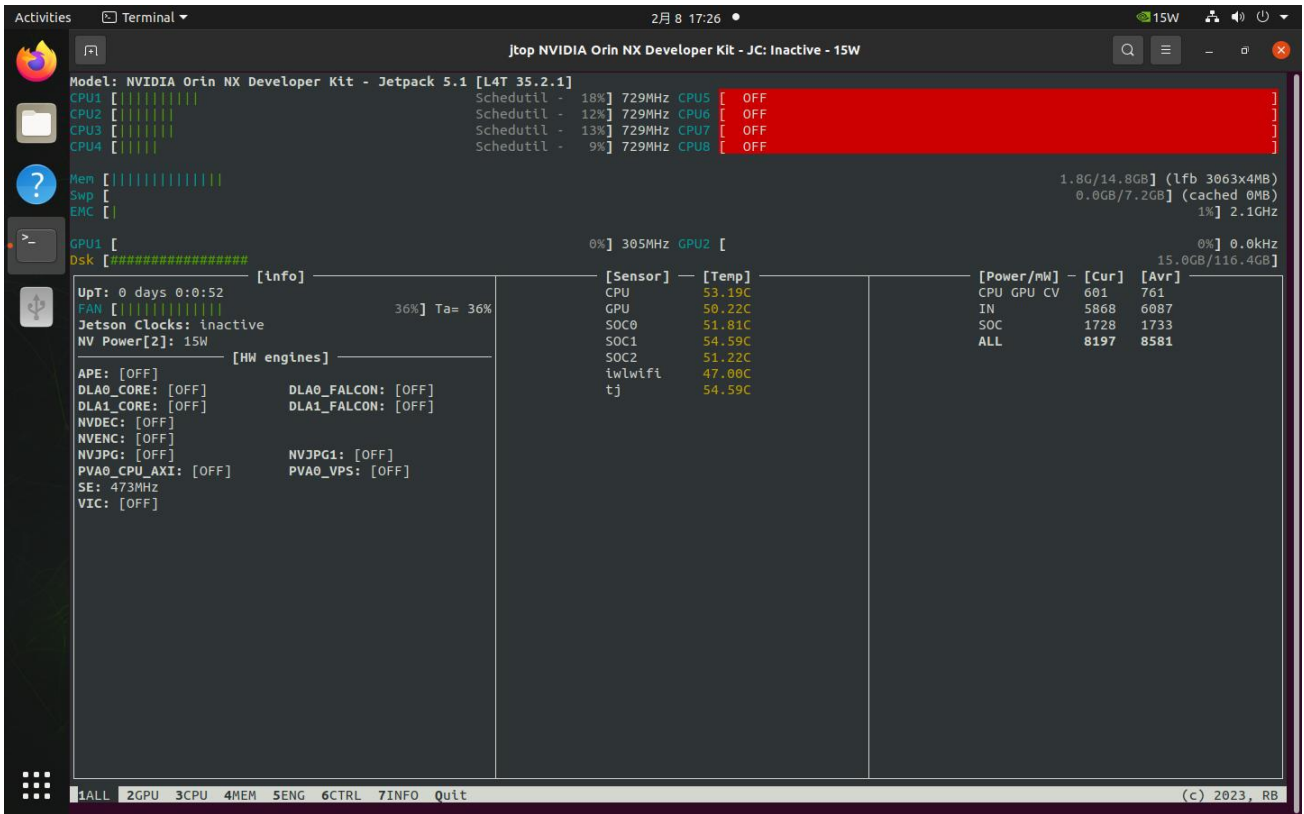 Activities Terminal 2月 8 17:26 15W
jtop NVIDIA Orin NX Developer Kit - JC: Inactive - 15W
Model: NVIDIA Orin NX Developer Kit - Jetpack 5.1 [L4T 35.2.1]
CPU1 [|||||||||| Schedutil - 18%] 729MHz CPU5 [ OFF ]
CPU2 [||||||| Schedutil - 12%] 729MHz CPU6 [ OFF ]
CPU3 [||||||| Schedutil - 13%] 729MHz CPU7 [ OFF ]
CPU4 [||||| Schedutil - 9%] 729MHz CPU8 [ OFF ]
Mem [|||||||||||||| 1.8G/14.8GB] (lfb 3063x4MB)
Swp [ 0.0GB/7.2GB] (cached 0MB)
EMC [| 1%] 2.1GHz
GPU1 [ 0%] 305MHz GPU2 [ 0%] 0.0kHz
Dsk [################# 15.0GB/116.4GB]
[info] [Sensor] [Temp] [Power/mW] [Cur] [Avr]
UpT: 0 days 0:0:52 CPU 53.19C CPU GPU CV 601 761
FAN [||||||||||||| 36%] Ta= 36% GPU 50.22C IN 5868 6087
Jetson Clocks: inactive SOC0 51.81C SOC 1728 1733
NV Power[2]: 15W SOC1 54.59C ALL 8197 8581
[HW engines] SOC2 51.22C
APE: [OFF] iwlwifi 47.00C
DLA0_CORE: [OFF] DLA0_FALCON: [OFF] tj 54.59C
DLA1_CORE: [OFF] DLA1_FALCON: [OFF]
NVDEC: [OFF]
NVENC: [OFF]
NVJPG: [OFF] NVJPG1: [OFF]
PVA0_CPU_AXI: [OFF] PVA0_VPS: [OFF]
SE: 473MHz
VIC: [OFF]
1ALL 2GPU 3CPU 4MEM 5ENG 6CTRL 7INFO Quit (c) 2023, RB